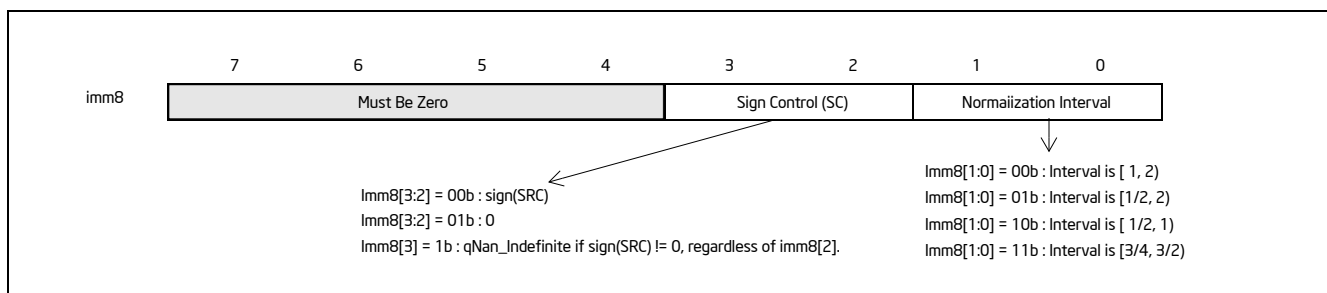 7 6 5 4 3 2 1 0
imm8 Must Be Zero Sign Control (SC) Normaiization Interval
Imm8[3:2] = 00b : sign(SRC)
Imm8[3:2] = 01b : 0
Imm8[3] = 1b : qNan_Indefinite if sign(SRC) != 0, regardless of imm8[2].
Imm8[1:0] = 00b : Interval is [ 1, 2)
Imm8[1:0] = 01b : Interval is [1/2, 2)
Imm8[1:0] = 10b : Interval is [ 1/2, 1)
Imm8[1:0] = 11b : Interval is [3/4, 3/2)